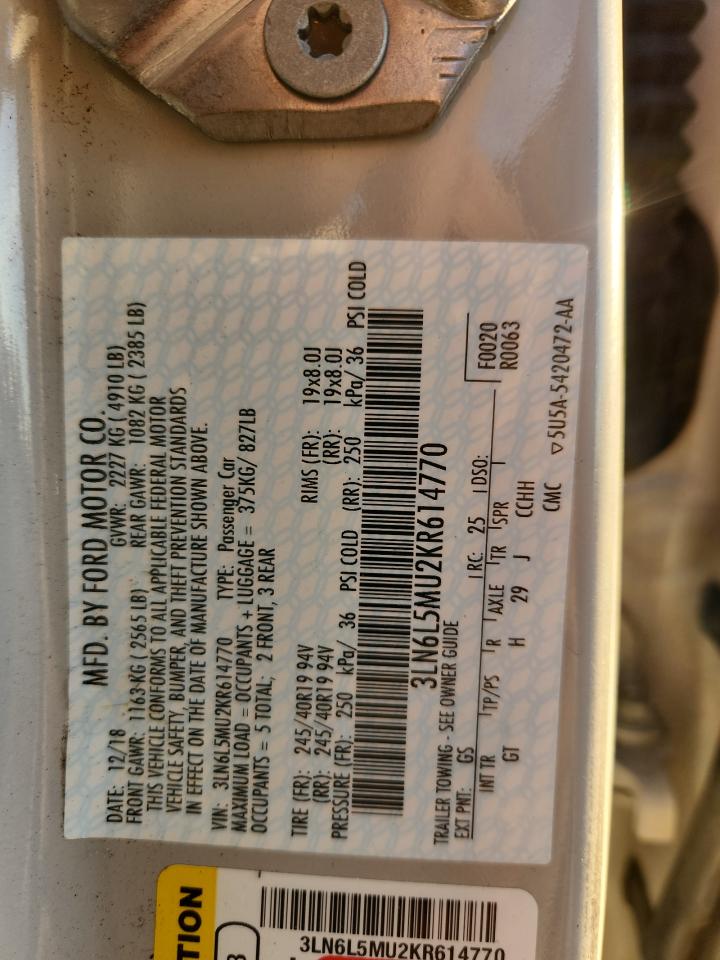 MFD. BY FORD MOTOR CO.
DATE: 12/18 GVWR: 2227 KG ( 4910 LB)
FRONT GAWR: 1163 KG ( 2565 LB) REAR GAWR: 1082 KG ( 2385 LB)
THIS VEHICLE CONFORMS TO ALL APPLICABLE FEDERAL MOTOR
VEHICLE SAFETY, BUMPER, AND THEFT PREVENTION STANDARDS
IN EFFECT ON THE DATE OF MANUFACTURE SHOWN ABOVE.
VIN: 3LN6L5MU2KR614770 TYPE: Passenger Car
MAXIMUM LOAD = OCCUPANTS + LUGGAGE = 375KG/ 827LB
OCCUPANTS = 5 TOTAL; 2 FRONT, 3 REAR
TIRE (FR): 245/40R19 94V RIMS (FR): 19x8.0J
(RR): 245/40R19 94V (RR): 19x8.0J
PRESSURE (FR): 250 kPa/ 36 PSI COLD (RR): 250 kPa/ 36 PSI COLD
3LN6L5MU2KR614770
TRAILER TOWING - SEE OWNER GUIDE
F0020
EXT PNT: GS RC: 25 DSO: R0063
INT TR TP/PS R AXLE TR SPR
GT H 29 J CCHH
CMC ▽5U5A-5420472-AA
TION
3LN6L5MU2KR614770